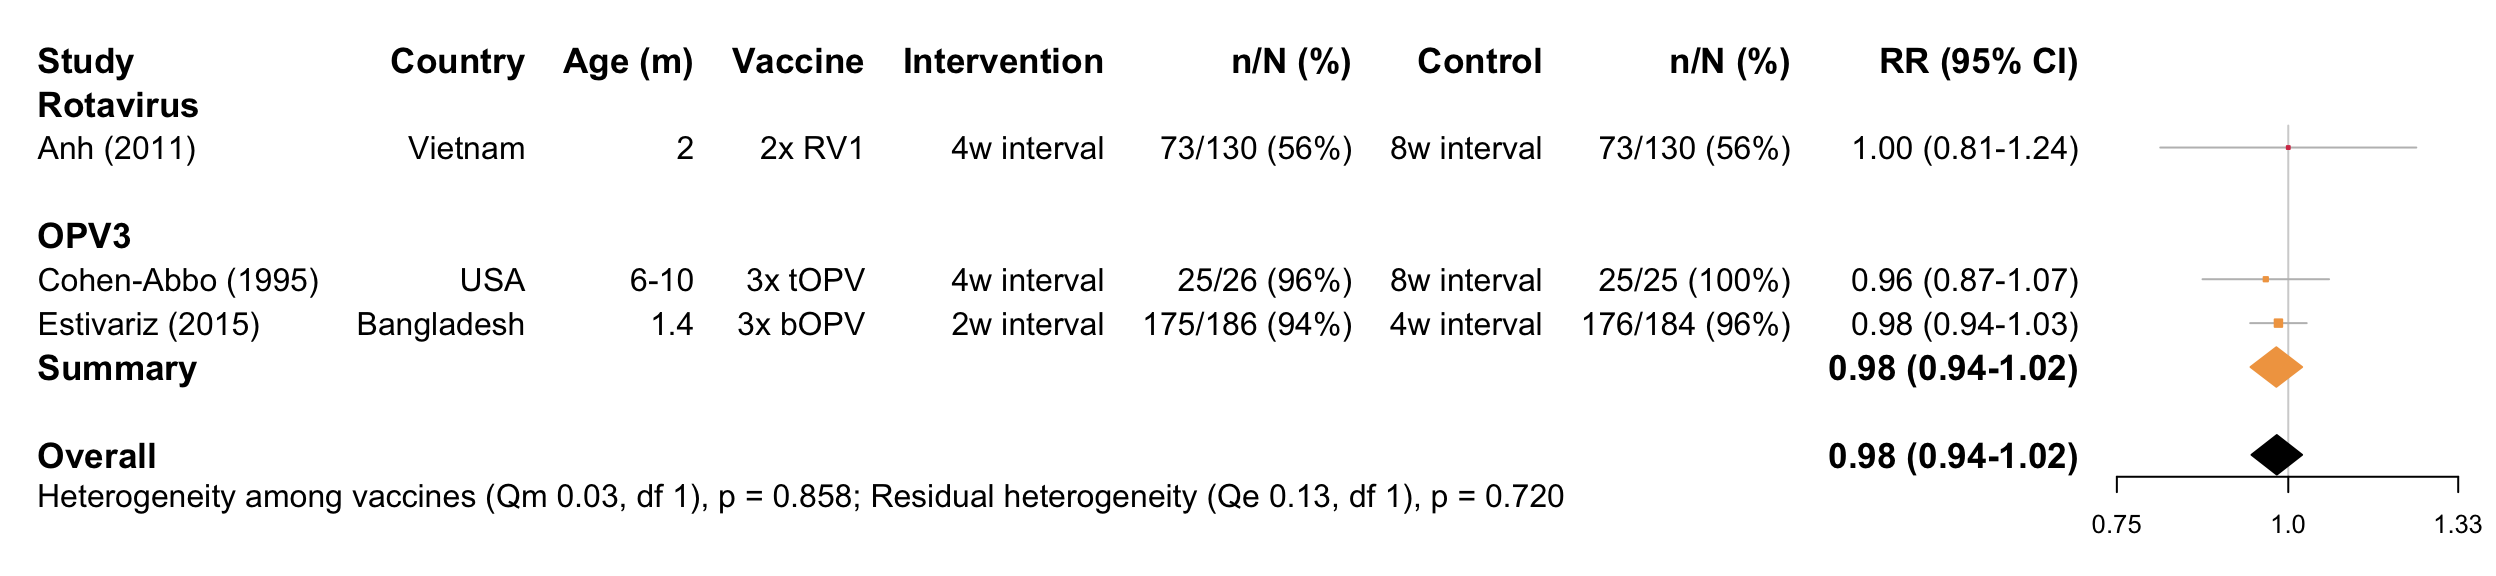 Study Country Age (m) Vaccine Intervention n/N (%) Control n/N (%) RR (95% CI)
Rotavirus
Anh (2011) Vietnam 2 2x RV1 4w interval 73/130 (56%) 8w interval 73/130 (56%) 1.00 (0.81-1.24)
OPV3
Cohen-Abbo (1995) USA 6-10 3x tOPV 4w interval 25/26 (96%) 8w interval 25/25 (100%) 0.96 (0.87-1.07)
Estivariz (2015) Bangladesh 1.4 3x bOPV 2w interval 175/186 (94%) 4w interval 176/184 (96%) 0.98 (0.94-1.03)
Summary 0.98 (0.94-1.02)
Overall 0.98 (0.94-1.02)
Heterogeneity among vaccines (Qm 0.03, df 1), p = 0.858; Residual heterogeneity (Qe 0.13, df 1), p = 0.720
0.75 1.0 1.33